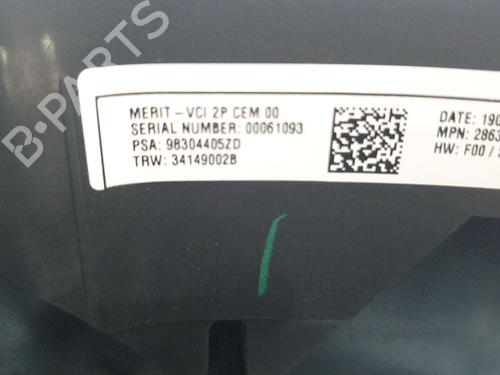 B-PARTS
MERIT - VCI 2P CEM 00
SERIAL NUMBER: 00061093
PSA: 98304405ZD
TRW: 34149002B
DATE: 190
MPN: 2863
HW: F00 /